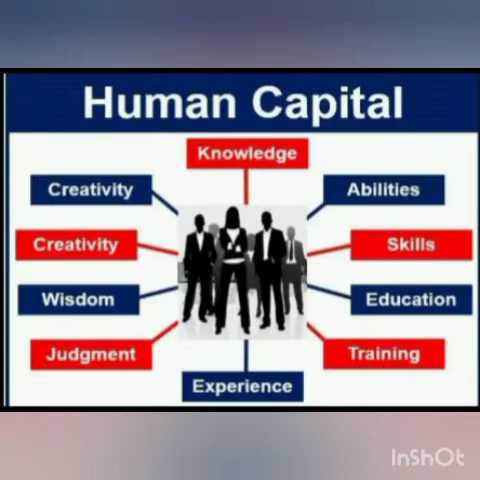 Human Capital
Knowledge
Creativity
Abilities
Creativity
Skills
Wisdom
Education
Judgment
Training
Experience
InShOt